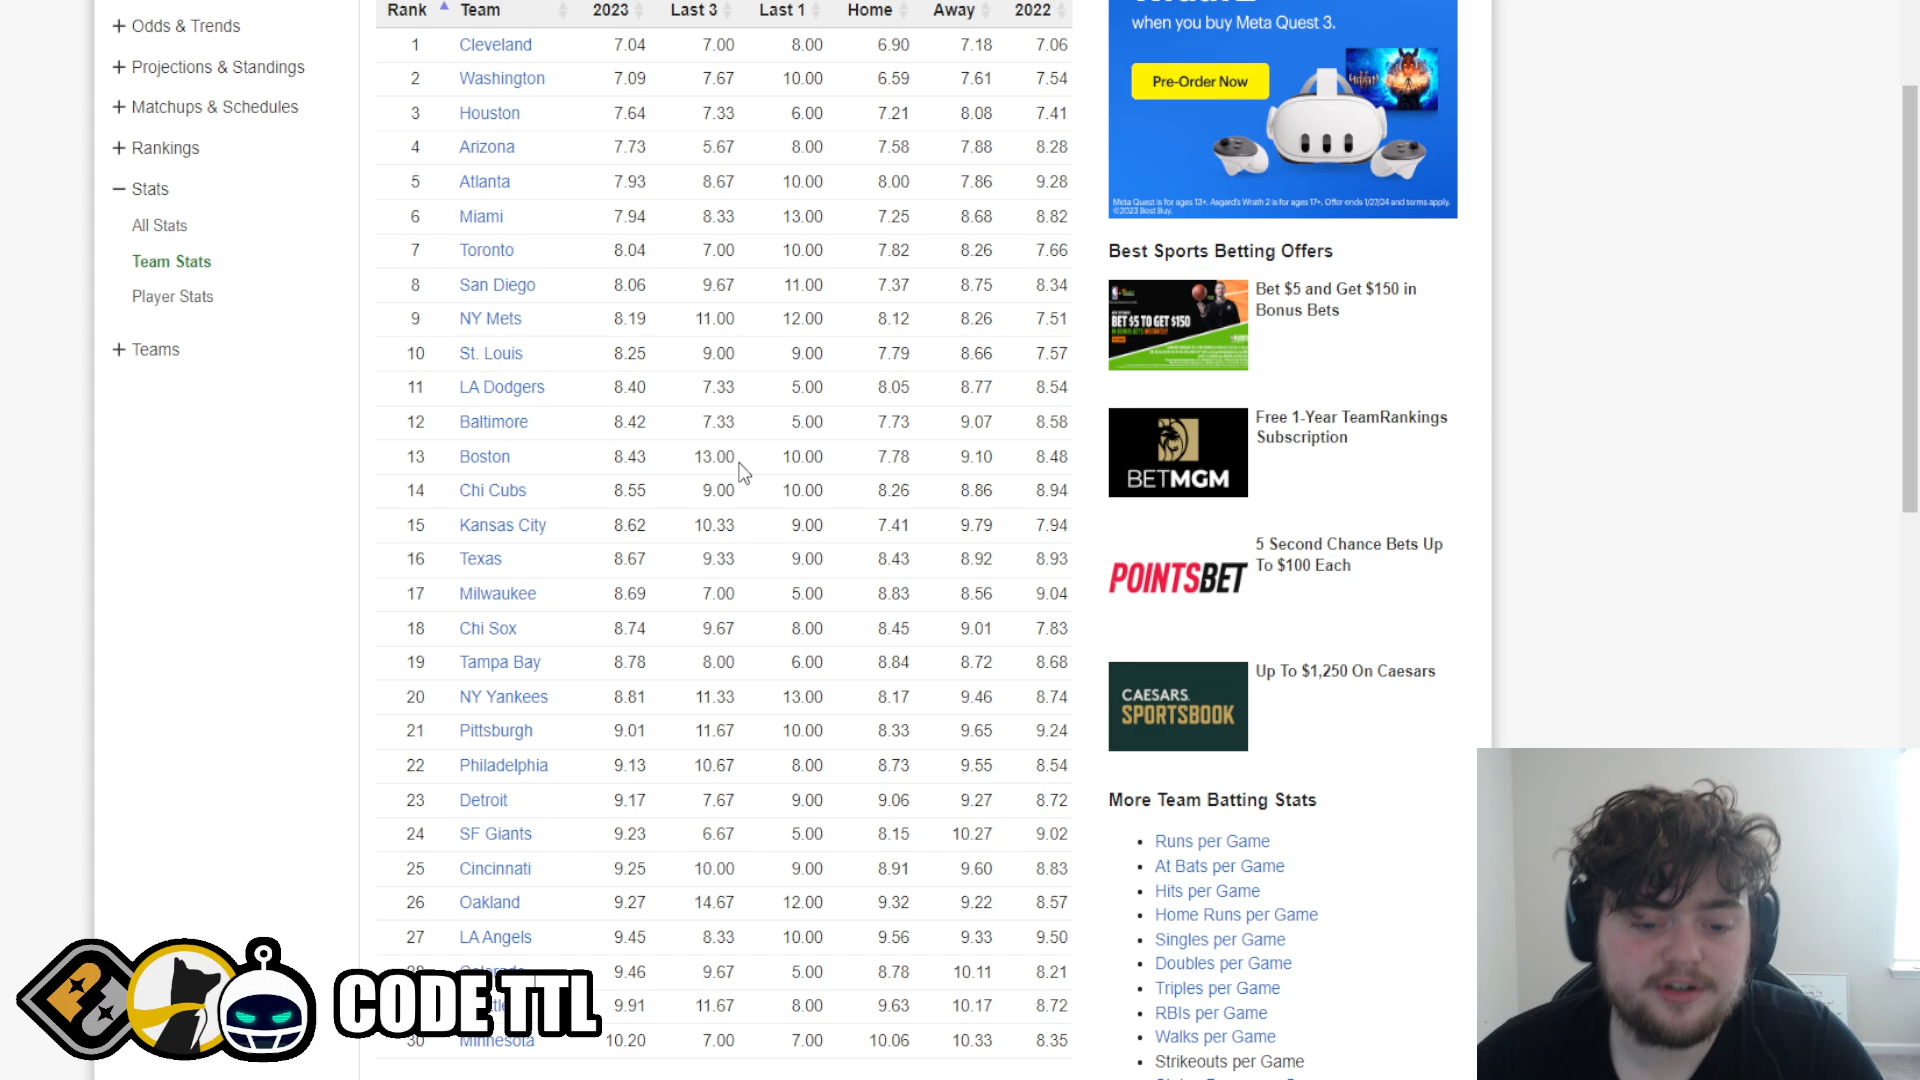 Odds & Trends
Projections & Standings
Matchups & Schedules
Rankings
Stats
All Stats
Team Stats
Player Stats
Teams
Rank Team 2023 Last 3 Last 1 Home Away 2022
1 Cleveland 7.04 7.00 8.00 6.90 7.18 7.06
2 Washington 7.09 7.67 10.00 6.59 7.61 7.54
3 Houston 7.64 7.33 6.00 7.21 8.08 7.41
4 Arizona 7.73 5.67 8.00 7.58 7.88 8.28
5 Atlanta 7.93 8.67 10.00 8.00 7.86 9.28
6 Miami 7.94 8.33 13.00 7.25 8.68 8.82
7 Toronto 8.04 7.00 10.00 7.82 8.26 7.66
8 San Diego 8.06 9.67 11.00 7.37 8.75 8.34
9 NY Mets 8.19 11.00 12.00 8.12 8.26 7.51
10 St. Louis 8.25 9.00 9.00 7.79 8.66 7.57
11 LA Dodgers 8.40 7.33 5.00 8.05 8.77 8.54
12 Baltimore 8.42 7.33 5.00 7.73 9.07 8.58
13 Boston 8.43 13.00 10.00 7.78 9.10 8.48
14 Chi Cubs 8.55 9.00 10.00 8.26 8.86 8.94
15 Kansas City 8.62 10.33 9.00 7.41 9.79 7.94
16 Texas 8.67 9.33 9.00 8.43 8.92 8.93
17 Milwaukee 8.69 7.00 5.00 8.83 8.56 9.04
18 Chi Sox 8.74 9.67 8.00 8.45 9.01 7.83
19 Tampa Bay 8.78 8.00 6.00 8.84 8.72 8.68
20 NY Yankees 8.81 11.33 13.00 8.17 9.46 8.74
21 Pittsburgh 9.01 11.67 10.00 8.33 9.65 9.24
22 Philadelphia 9.13 10.67 8.00 8.73 9.55 8.54
23 Detroit 9.17 7.67 9.00 9.06 9.27 8.72
24 SF Giants 9.23 6.67 5.00 8.15 10.27 9.02
25 Cincinnati 9.25 10.00 9.00 8.91 9.60 8.83
26 Oakland 9.27 14.67 12.00 9.32 9.22 8.57
27 LA Angels 9.45 8.33 10.00 9.56 9.33 9.50
9.46 9.67 5.00 8.78 10.11 8.21
9.91 11.67 8.00 9.63 10.17 8.72
30 Minnesota 10.20 7.00 7.00 10.06 10.33 8.35
CODE TTL
when you buy Meta Quest 3.
Pre-Order Now
Meta Quest is for ages 13+. Asgard's Wrath 2 is for ages 17+. Offer ends 1/27/24 and terms apply.
©2023 Best Buy.
Best Sports Betting Offers
BET $5 TO GET $150
Bet $5 and Get $150 in
Bonus Bets
BETMGM
Free 1-Year TeamRankings
Subscription
POINTSBET
5 Second Chance Bets Up
To $100 Each
CAESARS
SPORTSBOOK
Up To $1,250 On Caesars
More Team Batting Stats
Runs per Game
At Bats per Game
Hits per Game
Home Runs per Game
Singles per Game
Doubles per Game
Triples per Game
RBIs per Game
Walks per Game
Strikeouts per Game